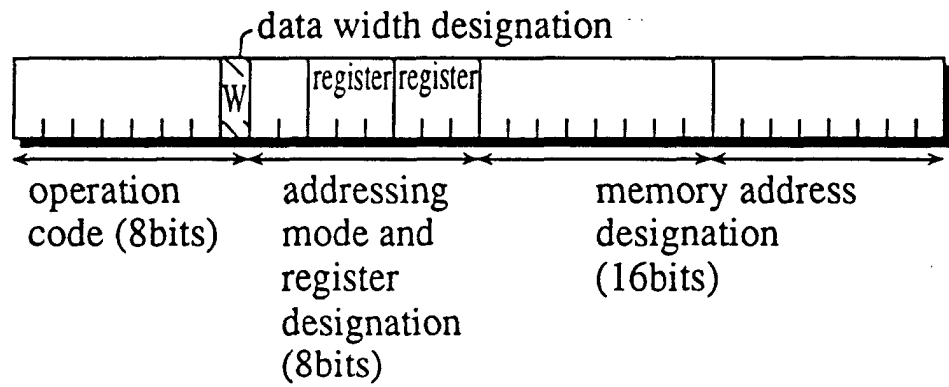 data width designation
register register
W
operation
code (8bits)
addressing
mode and
register
designation
(8bits)
memory address
designation
(16bits)